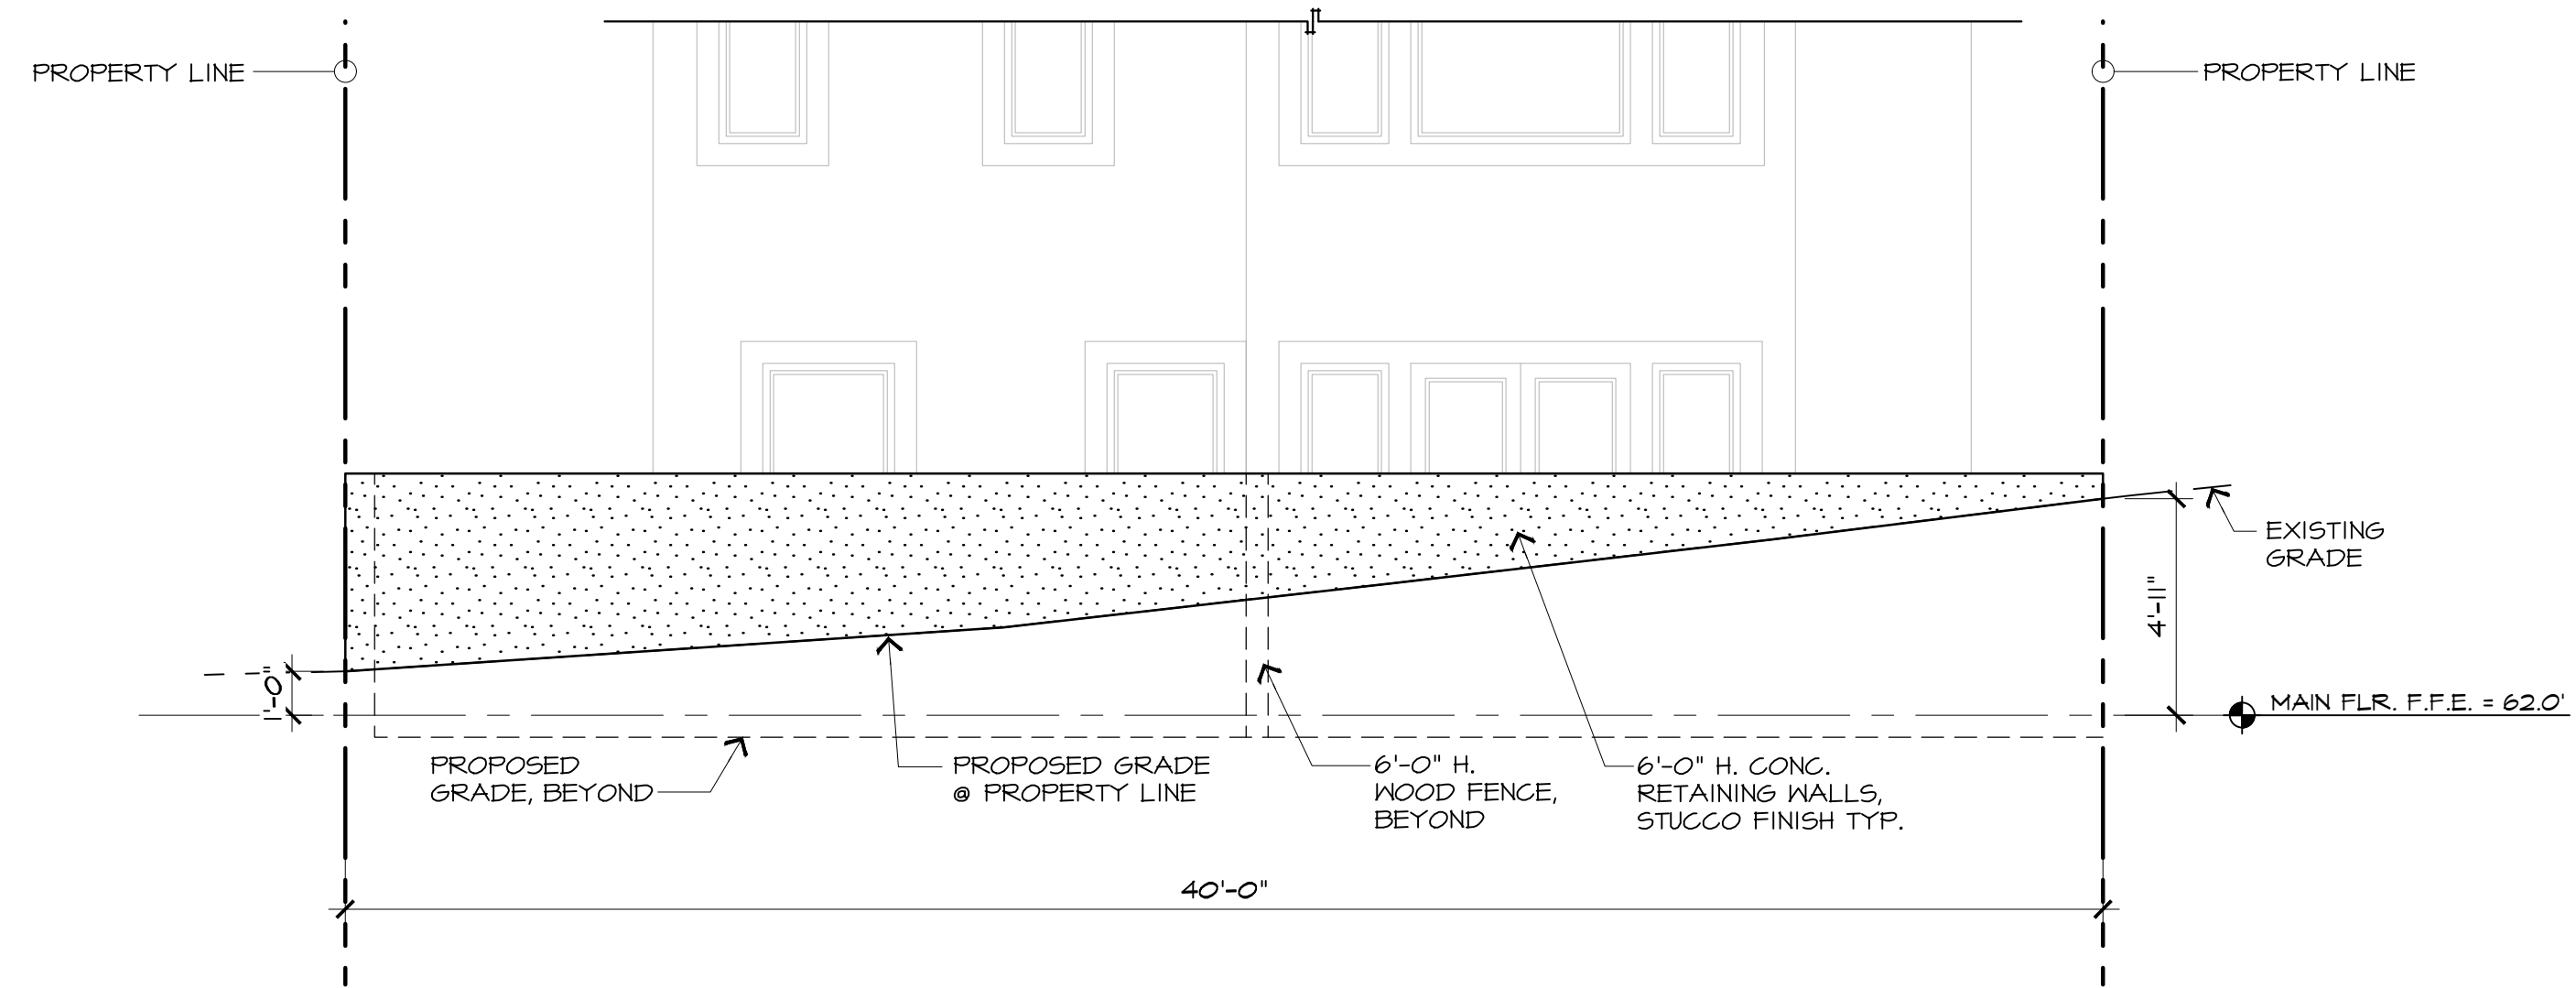 PROPERTY LINE
PROPERTY LINE
EXISTING
GRADE
4'-11"
1'-0"
MAIN FLR. F.F.E. = 62.0'
PROPOSED
GRADE, BEYOND
PROPOSED GRADE
@ PROPERTY LINE
6'-0" H.
WOOD FENCE,
BEYOND
6'-0" H. CONC.
RETAINING WALLS,
STUCCO FINISH TYP.
40'-0"